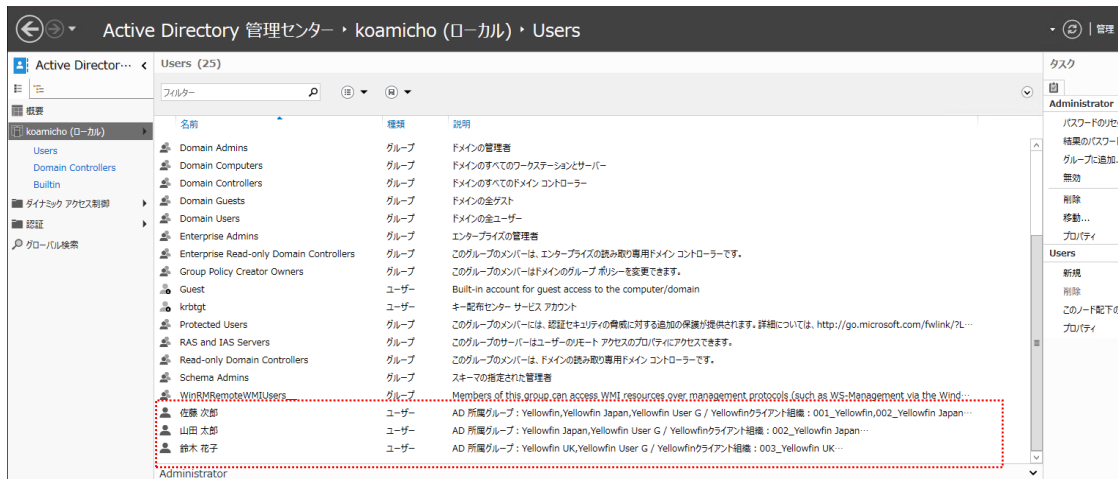 Active Directory 管理センター・koamicho (ローカル)・Users
管理
Active Director…
概要
koamicho (ローカル)
Users
Domain Controllers
Builtin
ダイナミック アクセス制御
認証
グローバル検索
Users (25)
フィルター
名前 種類 説明
Domain Admins グループ ドメインの管理者
Domain Computers グループ ドメインのすべてのワークステーションとサーバー
Domain Controllers グループ ドメインのすべてのドメイン コントローラー
Domain Guests グループ ドメインの全ゲスト
Domain Users グループ ドメインの全ユーザー
Enterprise Admins グループ エンタープライズの管理者
Enterprise Read-only Domain Controllers グループ このグループのメンバーは、エンタープライズの読み取り専用ドメイン コントローラーです。
Group Policy Creator Owners グループ このグループのメンバーはドメインのグループ ポリシーを変更できます。
Guest ユーザー Built-in account for guest access to the computer/domain
krbtgt ユーザー キー配布センター サービス アカウント
Protected Users グループ このグループのメンバーには、認証セキュリティの脅威に対する追加の保護が提供されます。詳細については、http://go.microsoft.com/fwlink/?L…
RAS and IAS Servers グループ このグループのサーバーはユーザーのリモート アクセスのプロパティにアクセスできます。
Read-only Domain Controllers グループ このグループのメンバーは、ドメインの読み取り専用ドメイン コントローラーです。
Schema Admins グループ スキーマの指定された管理者
WinRMRemoteWMIUsers__ グループ Members of this group can access WMI resources over management protocols (such as WS-Management via the Wind…
佐藤 次郎 ユーザー AD 所属グループ：Yellowfin,Yellowfin Japan,Yellowfin User G / Yellowfinクライアント組織：001_Yellowfin,002_Yellowfin Japan…
山田 太郎 ユーザー AD 所属グループ：Yellowfin Japan,Yellowfin User G / Yellowfinクライアント組織：002_Yellowfin Japan…
鈴木 花子 ユーザー AD 所属グループ：Yellowfin UK,Yellowfin User G / Yellowfinクライアント組織：003_Yellowfin UK…
Administrator
タスク
Administrator
パスワードのリセ
結果のパスワード
グループに追加..
無効
削除
移動...
プロパティ
Users
新規
削除
このノード配下の
プロパティ